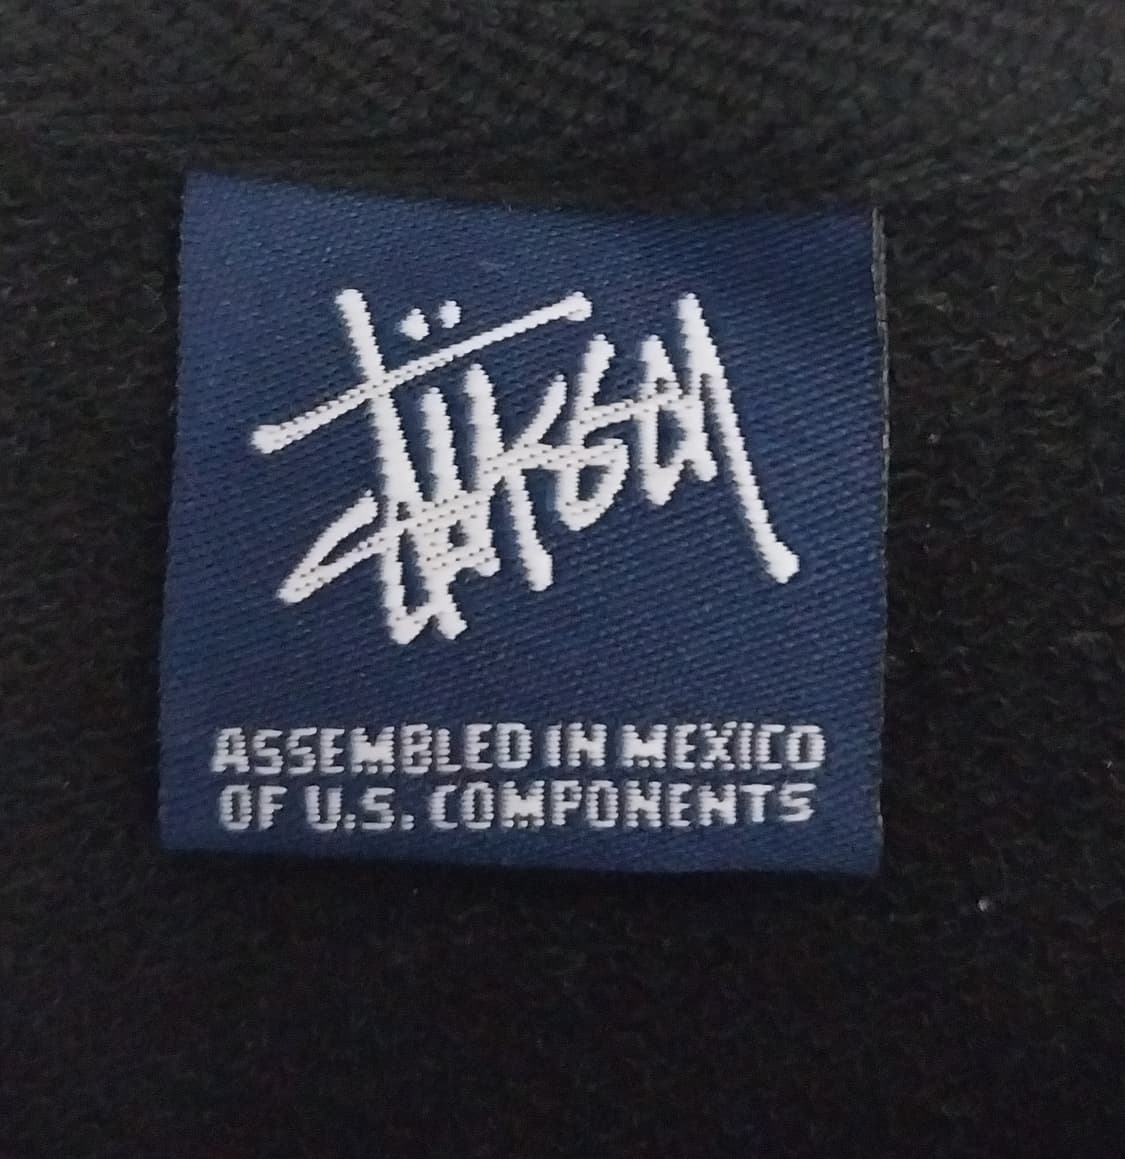 Stüssy
ASSEMBLED IN MEXICO
OF U.S. COMPONENTS